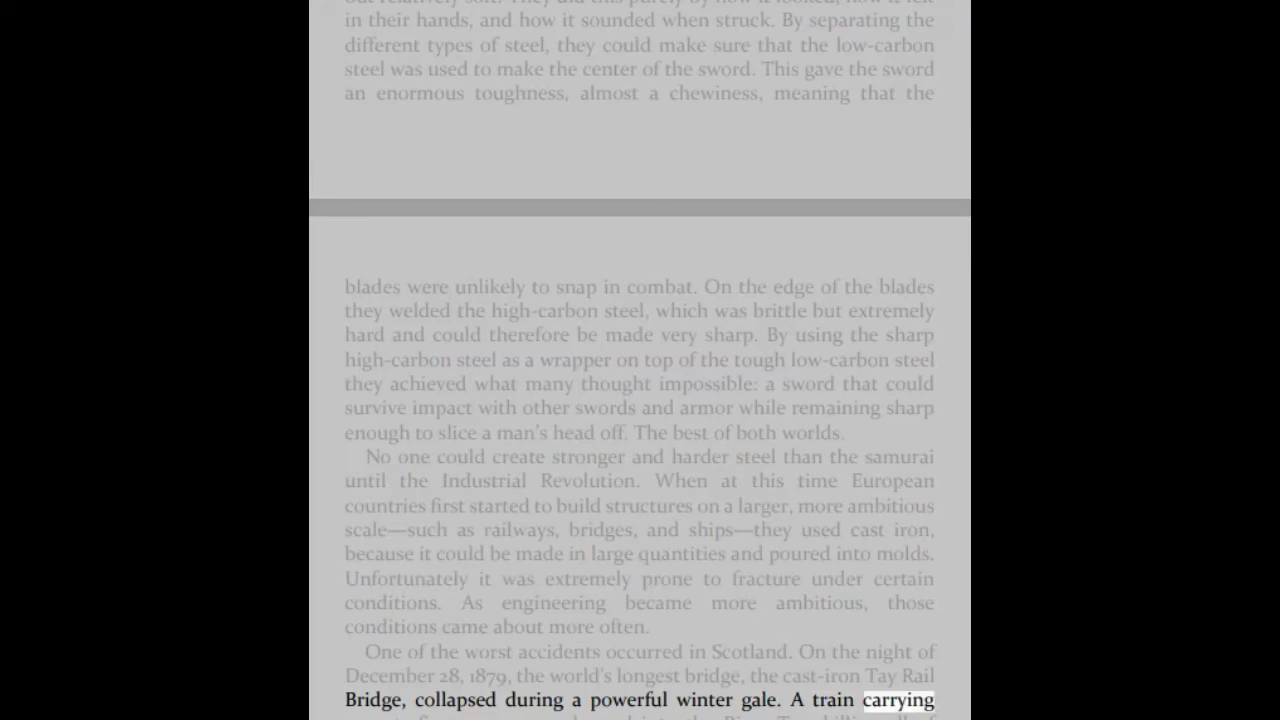 in their hands, and how it sounded when struck. By separating the
different types of steel, they could make sure that the low-carbon
steel was used to make the center of the sword. This gave the sword
an enormous toughness, almost a chewiness, meaning that the
blades were unlikely to snap in combat. On the edge of the blades
they welded the high-carbon steel, which was brittle but extremely
hard and could therefore be made very sharp. By using the sharp
high-carbon steel as a wrapper on top of the tough low-carbon steel
they achieved what many thought impossible: a sword that could
survive impact with other swords and armor while remaining sharp
enough to slice a man’s head off. The best of both worlds.
No one could create stronger and harder steel than the samurai
until the Industrial Revolution. When at this time European
countries first started to build structures on a larger, more ambitious
scale—such as railways, bridges, and ships—they used cast iron,
because it could be made in large quantities and poured into molds.
Unfortunately it was extremely prone to fracture under certain
conditions. As engineering became more ambitious, those
conditions came about more often.
One of the worst accidents occurred in Scotland. On the night of
December 28, 1879, the world’s longest bridge, the cast-iron Tay Rail
Bridge, collapsed during a powerful winter gale. A train carrying